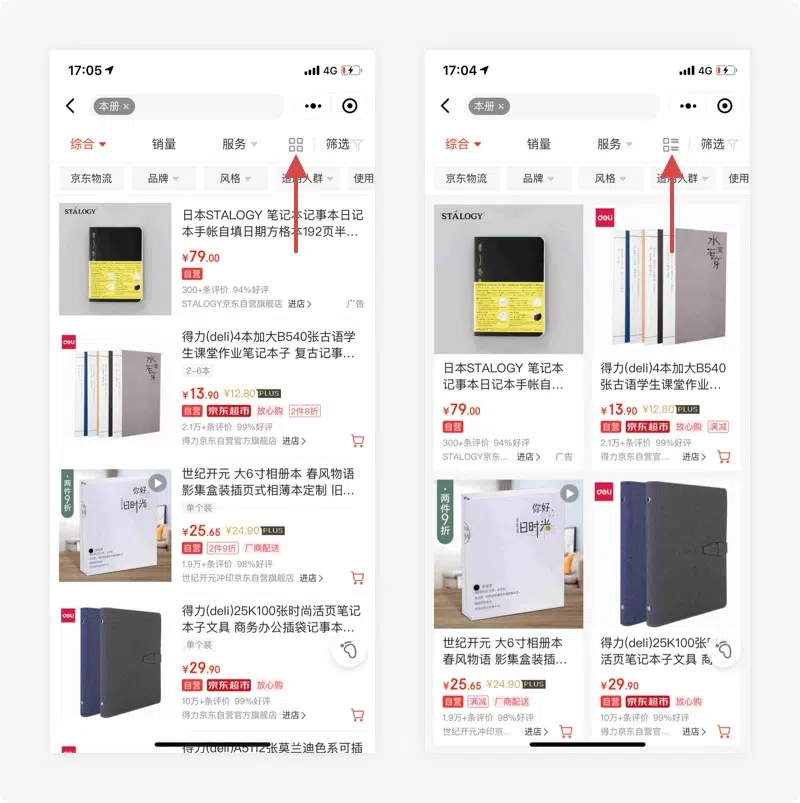 17:05
4G
本册 ×
综合
销量
服务
筛选
京东物流
品牌
风格
适用人群
使用
STALOGY
日本STALOGY 笔记本记事本日记
本手帐自填日期方格本192页半...
¥79.00
自营
300+条评价 94%好评
STALOGY京东自营旗舰店 进店
广告
deli
得力(deli)4本加大B540张古语学
生课堂作业笔记本子 复古记事...
2~6本
¥13.90 ¥12.80 PLUS
自营 京东超市 放心购 2件8折
2.1万+条评价 99%好评
得力京东自营官方旗舰店 进店
两件9折
你好,
旧时光
世纪开元 大6寸相册本 春风物语
影集盒装插页式相薄本定制 旧...
单个装
¥25.65 ¥24.90 PLUS
自营 2件9折 厂商配送
1.9万+条评价 98%好评
世纪开元冲印京东自营旗舰店 进店
deli
得力(deli)25K100张时尚活页笔记
本子文具 商务办公插袋记事本...
单个装
¥29.90
自营 京东超市 放心购
10万+条评价 99%好评
得力京东自营官方旗舰店 进店
得力(deli)A5112张莫兰迪色系可插
17:04
4G
本册 ×
综合
销量
服务
筛选
京东物流
品牌
风格
适用人群
使用
STALOGY
日本STALOGY 笔记本
记事本日记本手帐自...
¥79.00
自营
300+条评价 94%好评
STALOGY京东... 进店
广告
deli
水滴石穿
得力(deli)4本加大B540
张古语学生课堂作业...
¥13.90 ¥12.80 PLUS
自营 京东超市 放心购 满减
2.1万+条评价 99%好评
得力京东自营官... 进店
两件9折
你好,
旧时光
世纪开元 大6寸相册本
春风物语 影集盒装插...
¥25.65 ¥24.90 PLUS
自营 满减 厂商配送
1.9万+条评价 98%好评
世纪开元冲印京... 进店
deli
得力(deli)25K100张时
活页笔记本子文具 商
¥29.90
自营 京东超市 放心购
10万+条评价 99%好评
得力京东自营官... 进店